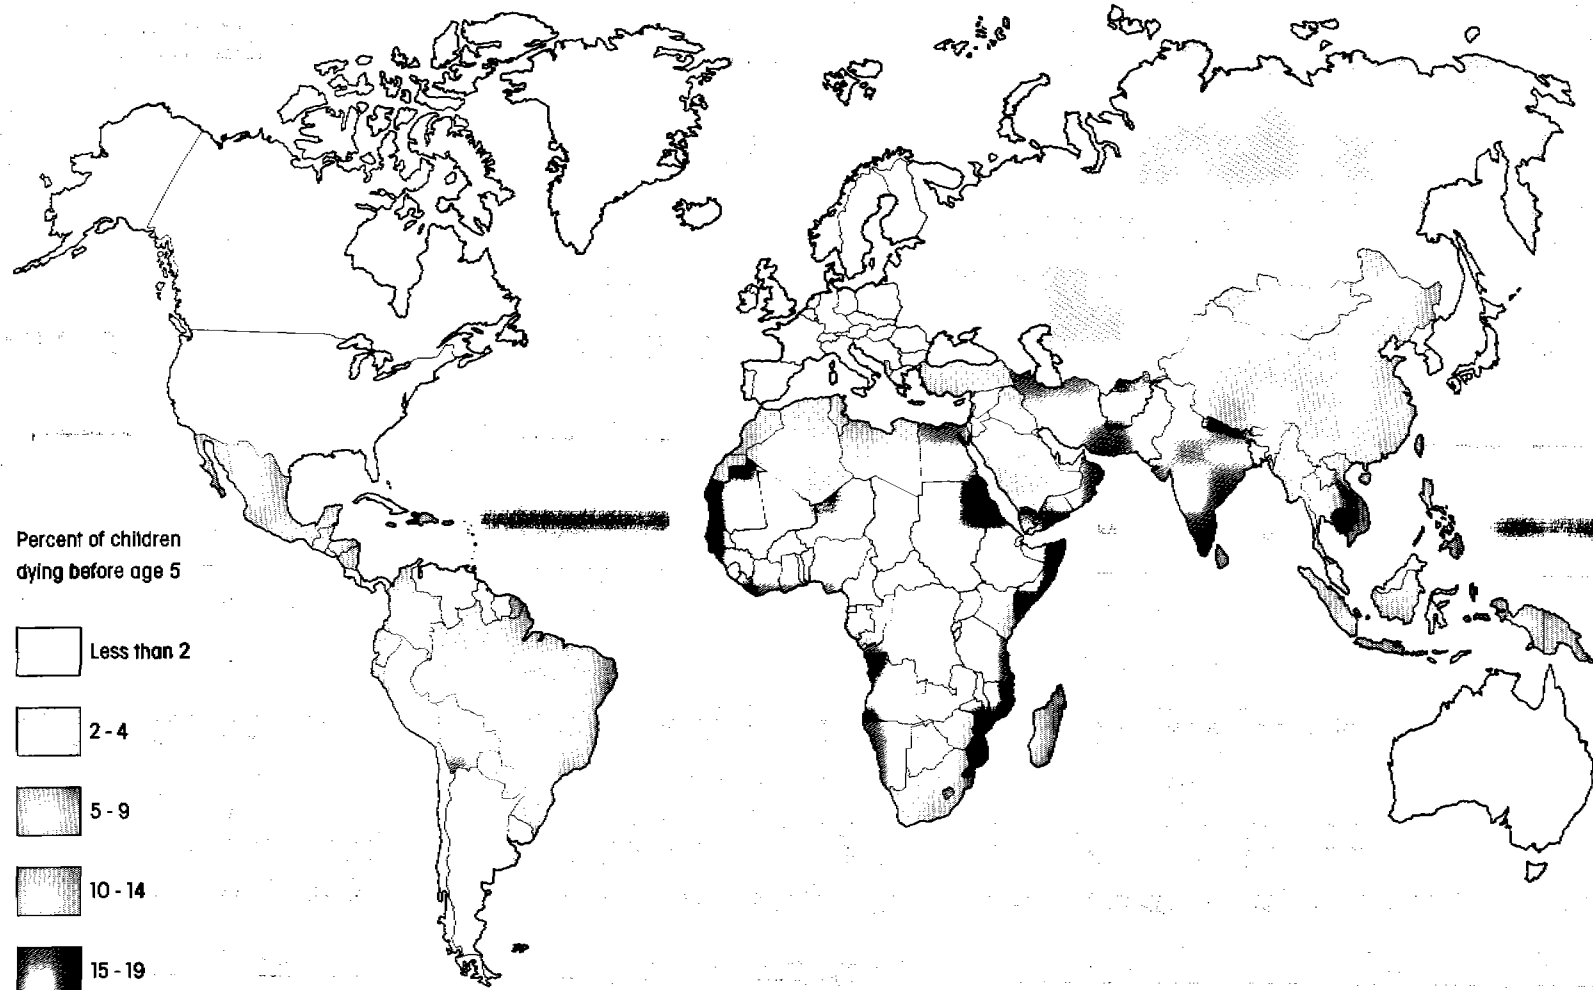 Percent of children
dying before age 5
Less than 2
2 - 4
5 - 9
10 - 14
15 - 19